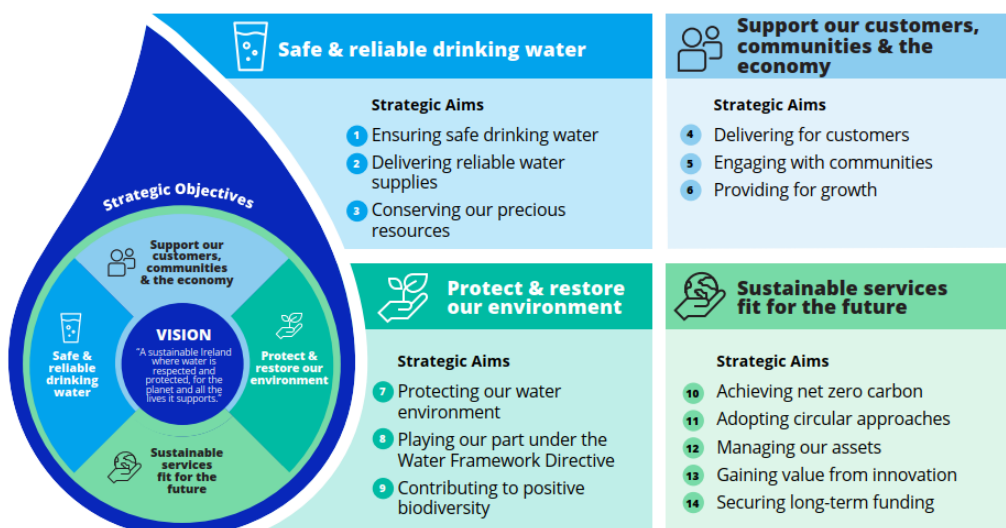 Safe & reliable drinking water
Strategic Aims
1 Ensuring safe drinking water
2 Delivering reliable water
supplies
3 Conserving our precious
resources
Support our customers,
communities & the
economy
Strategic Aims
4 Delivering for customers
5 Engaging with communities
6 Providing for growth
Strategic Objectives
Support our
customers,
communities
& the economy
Safe &
reliable
drinking
water
VISION
“A sustainable Ireland
where water is
respected and
protected, for the
planet and all the
lives it supports.”
Protect &
restore our
environment
Sustainable
services
fit for the
future
Protect & restore
our environment
Strategic Aims
7 Protecting our water
environment
8 Playing our part under the
Water Framework Directive
9 Contributing to positive
biodiversity
Sustainable services
fit for the future
Strategic Aims
10 Achieving net zero carbon
11 Adopting circular approaches
12 Managing our assets
13 Gaining value from innovation
14 Securing long-term funding